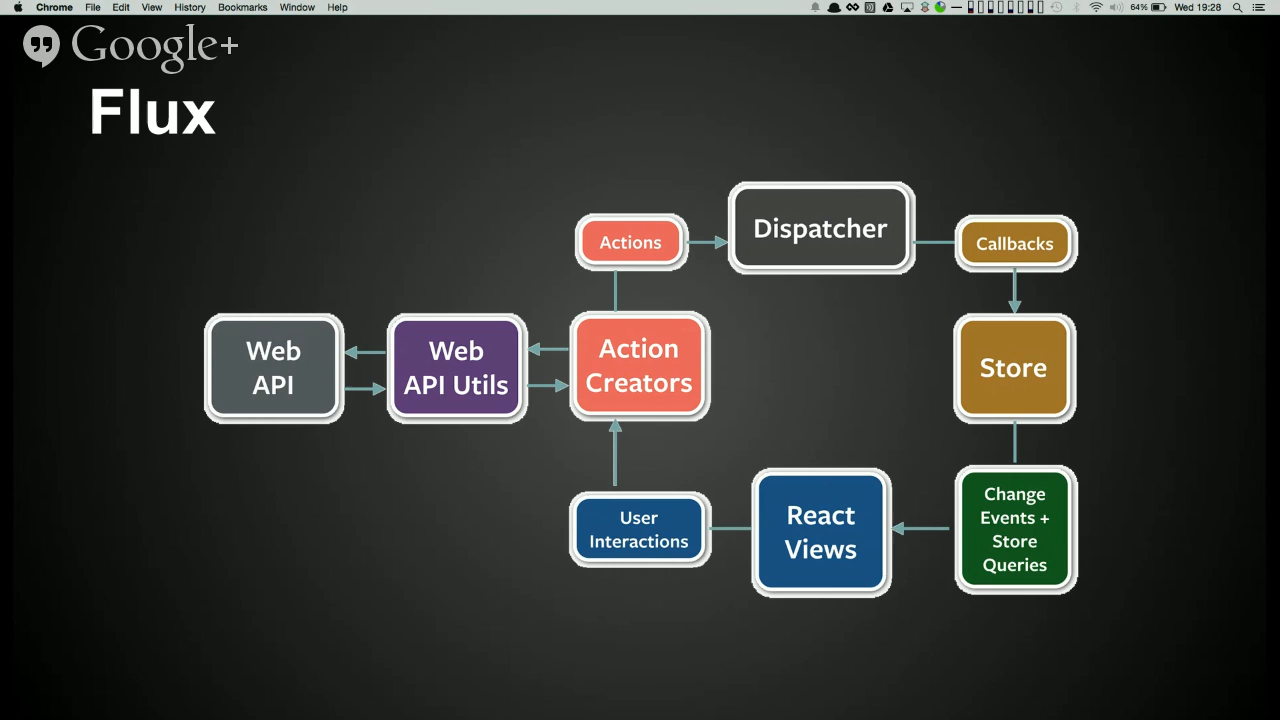 Chrome File Edit View History Bookmarks Window Help 64% Wed 19:28
Google+
Flux
Actions
Dispatcher
Callbacks
Web
API
Web
API Utils
Action
Creators
Store
User
Interactions
React
Views
Change
Events +
Store
Queries